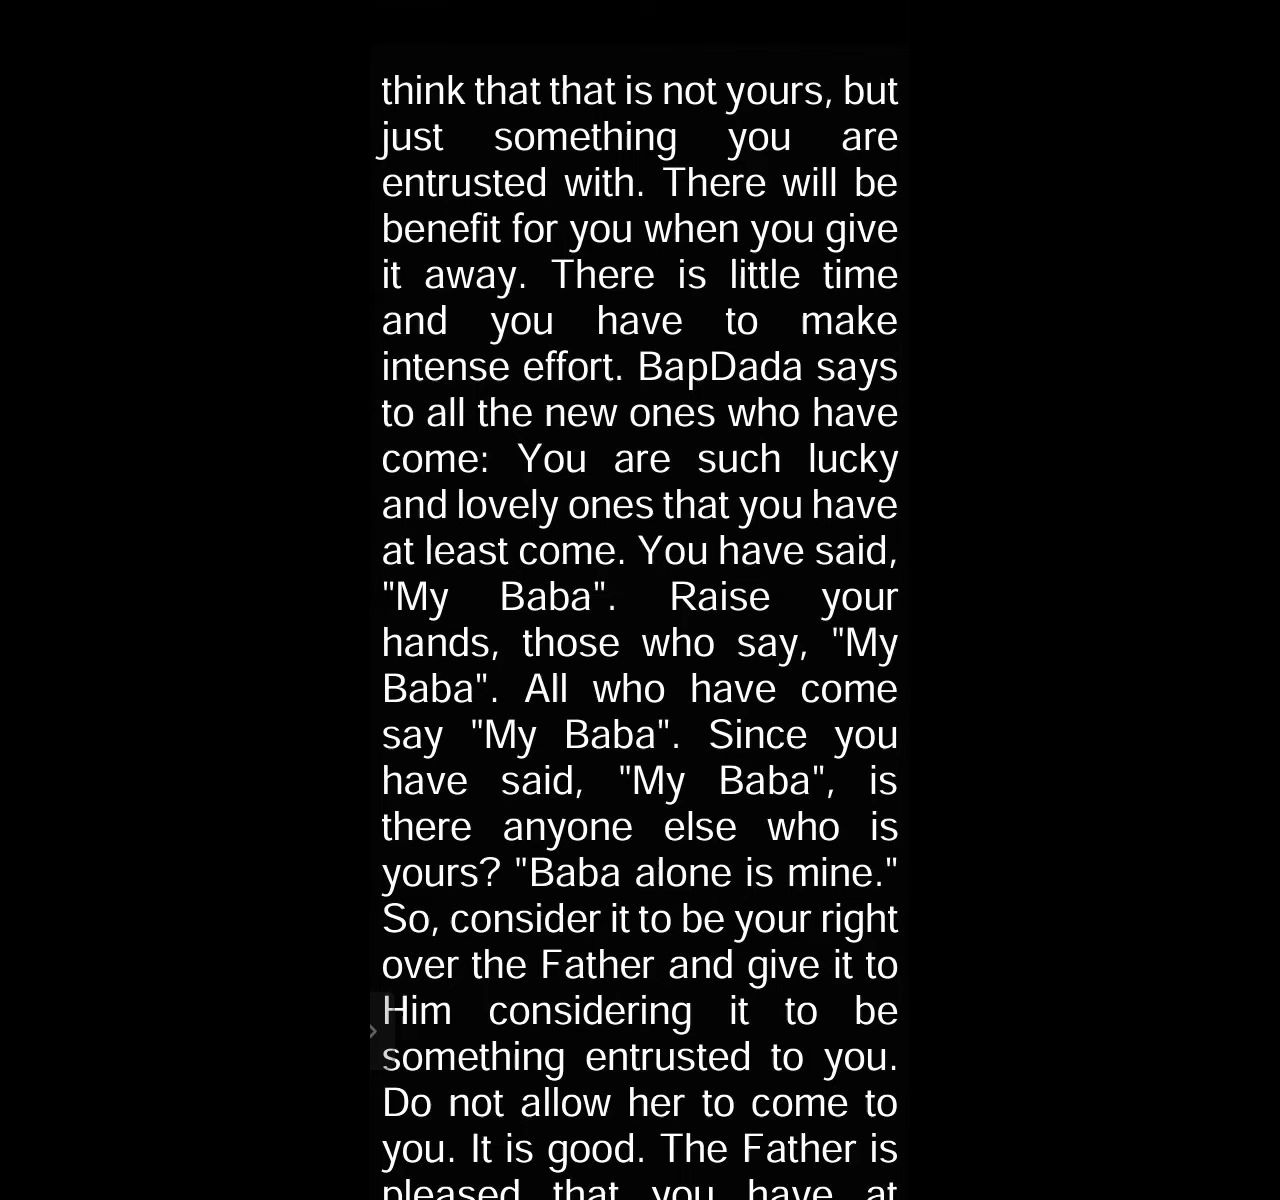 think that that is not yours, but
just something you are
entrusted with. There will be
benefit for you when you give
it away. There is little time
and you have to make
intense effort. BapDada says
to all the new ones who have
come: You are such lucky
and lovely ones that you have
at least come. You have said,
"My Baba". Raise your
hands, those who say, "My
Baba". All who have come
say "My Baba". Since you
have said, "My Baba", is
there anyone else who is
yours? "Baba alone is mine."
So, consider it to be your right
over the Father and give it to
Him considering it to be
something entrusted to you.
Do not allow her to come to
you. It is good. The Father is
pleased that you have at